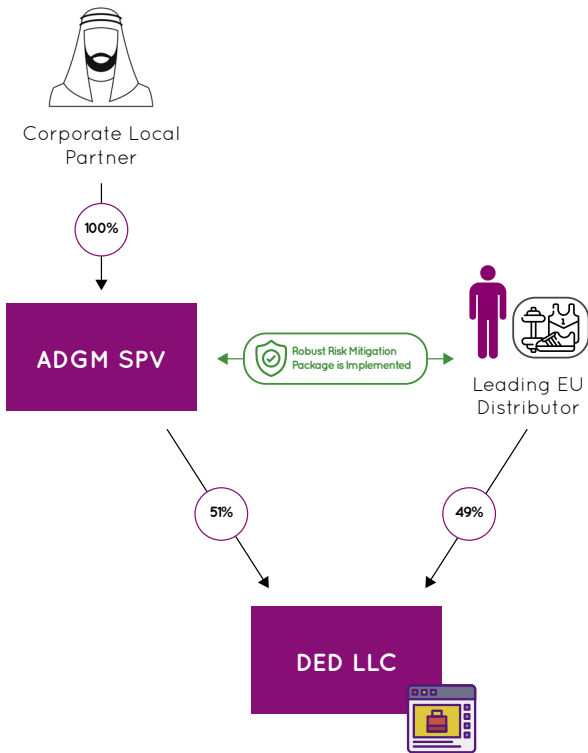 Corporate Local
Partner
100%
ADGM SPV
Robust Risk Mitigation
Package is Implemented
1
Leading EU
Distributor
51%
49%
DED LLC